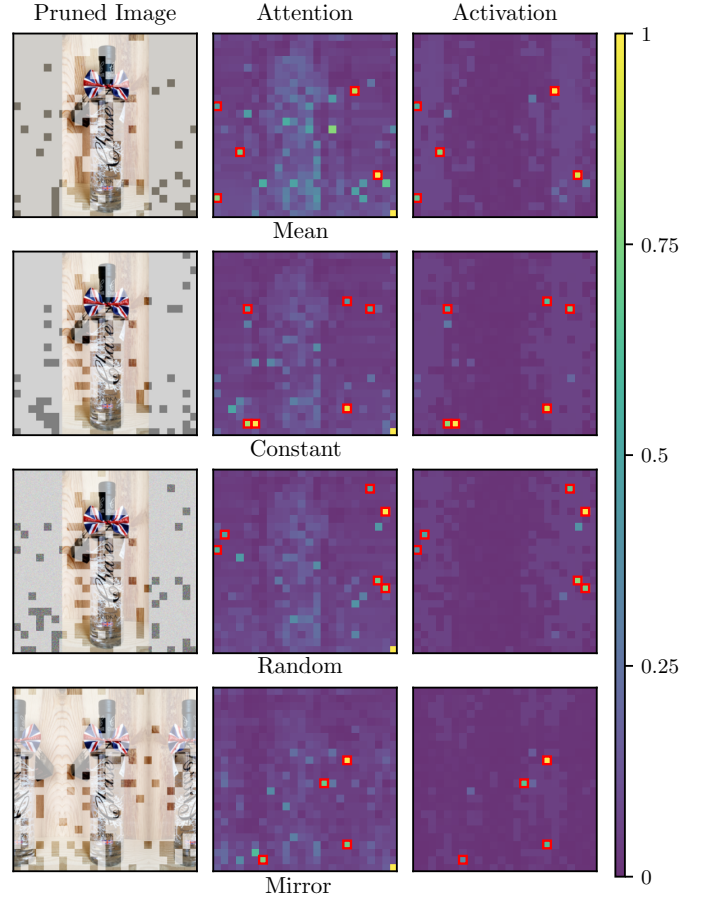 Pruned Image Attention Activation
1
0.75
0.5
0.25
0
Mean
Constant
Random
Mirror